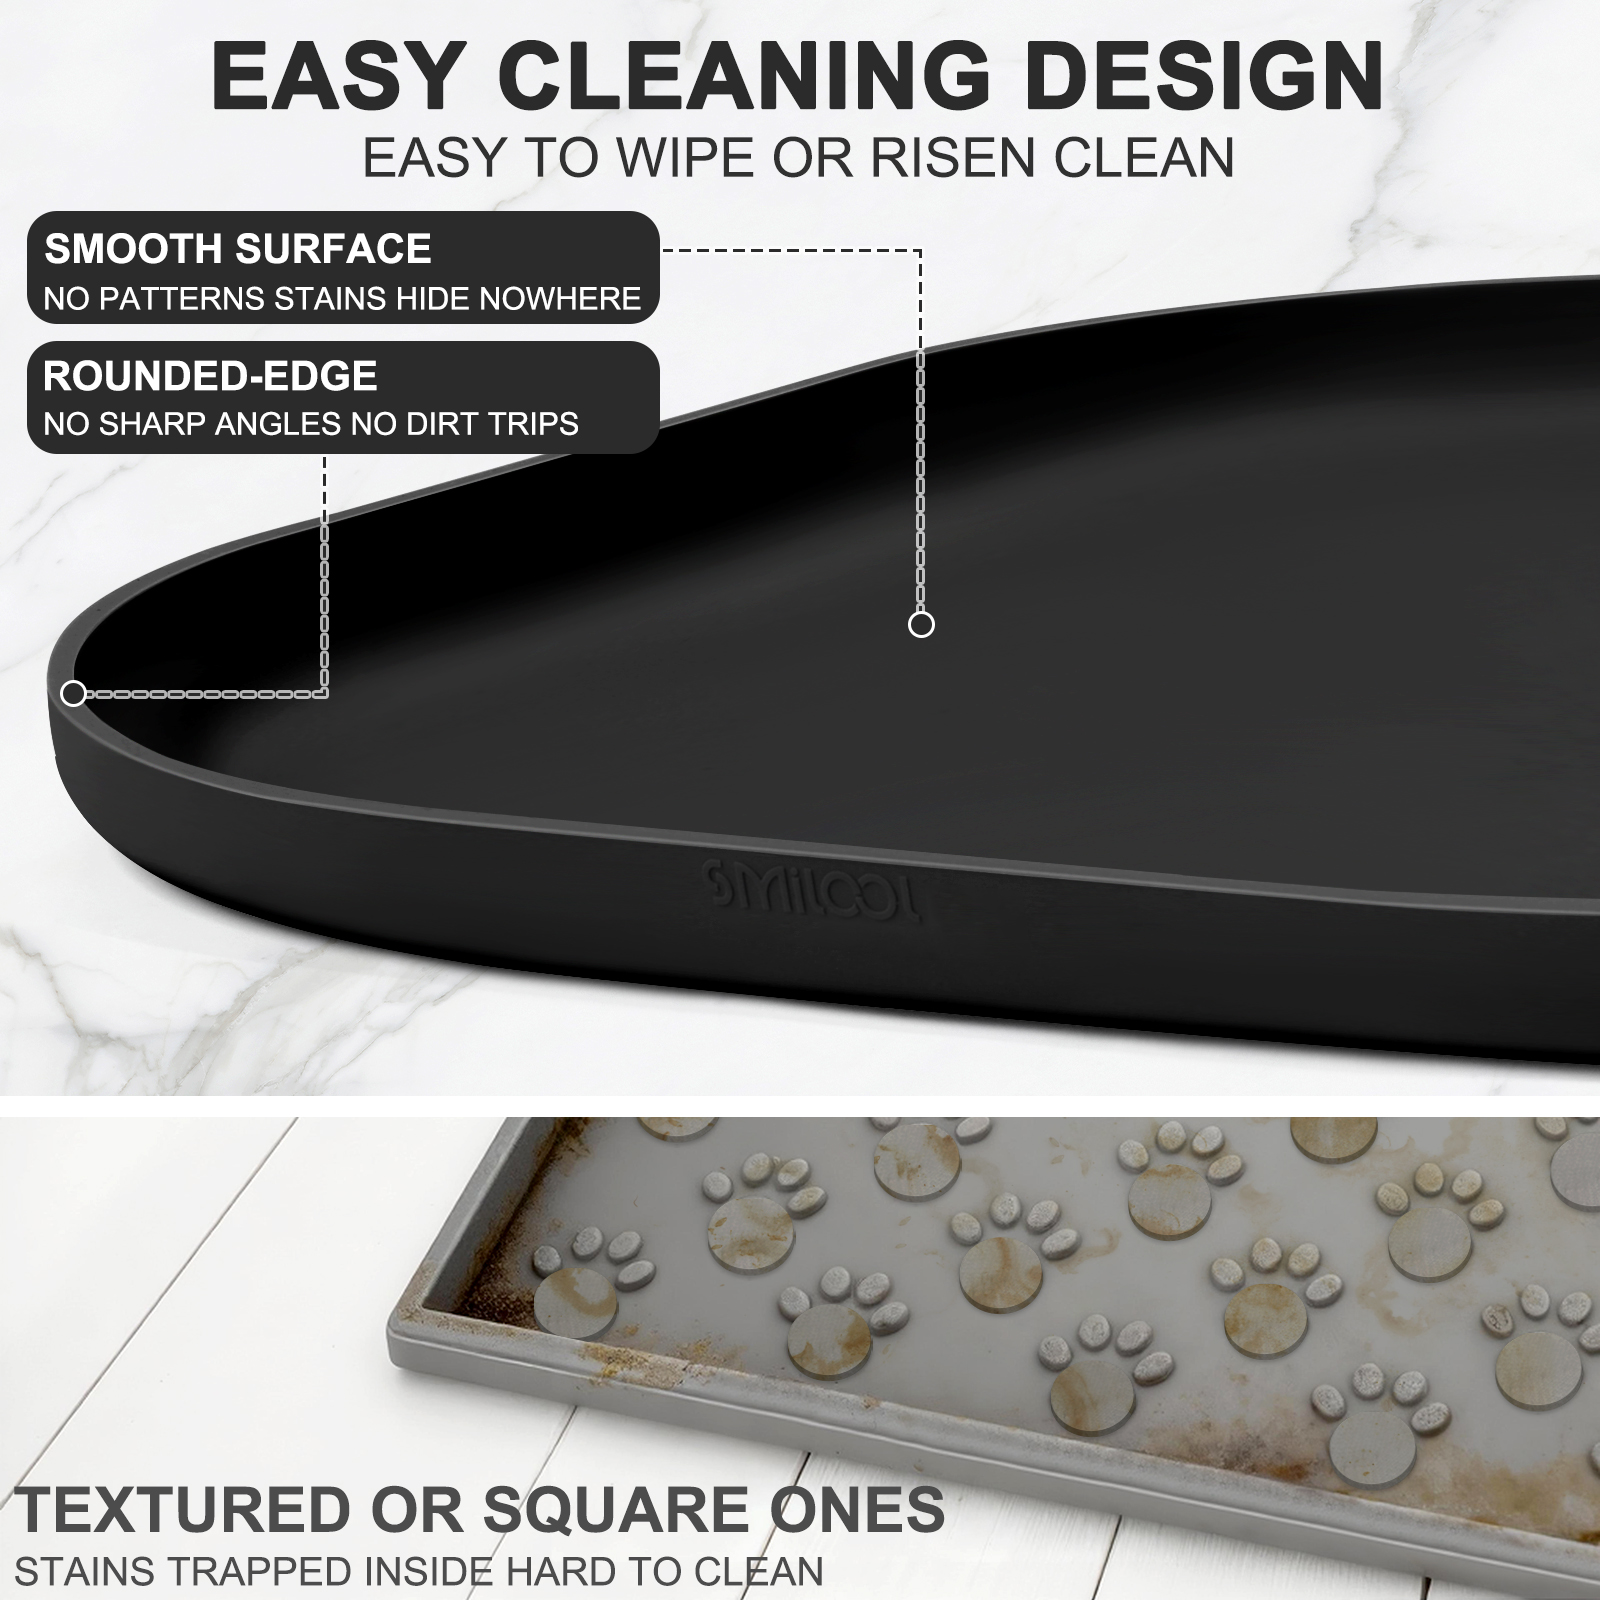 EASY CLEANING DESIGN
EASY TO WIPE OR RISEN CLEAN
SMOOTH SURFACE
NO PATTERNS STAINS HIDE NOWHERE
ROUNDED-EDGE
NO SHARP ANGLES NO DIRT TRIPS
SMILOOL
TEXTURED OR SQUARE ONES
STAINS TRAPPED INSIDE HARD TO CLEAN